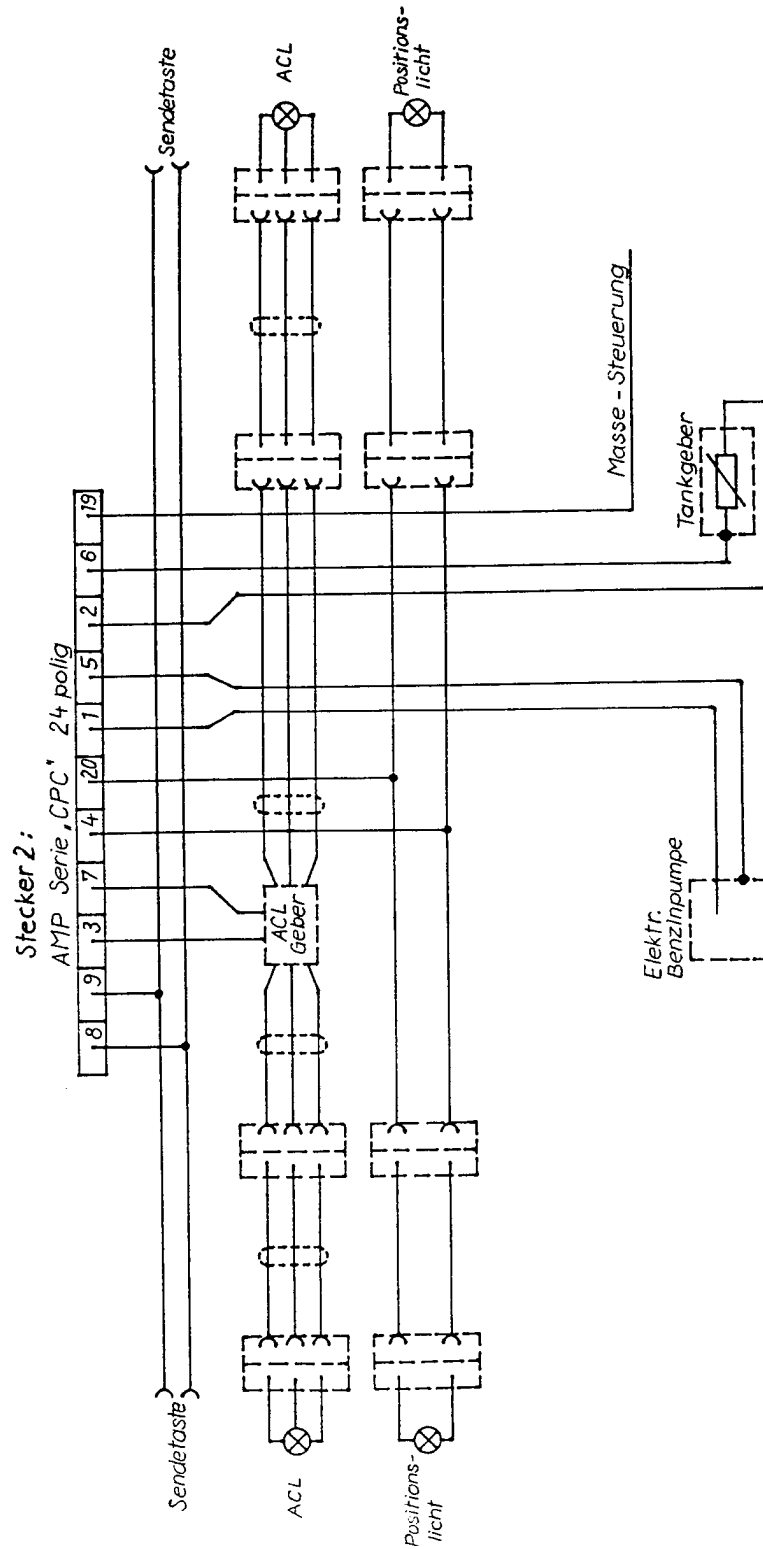 Stecker 2:
AMP Serie „CPC" 24 polig
8 9 3 7 4 20 1 5 2 6 19
Sendetaste
Sendetaste
ACL
ACL
Geber
ACL
Positions-
licht
Positions-
licht
Masse - Steuerung
Elektr.
Benzinpumpe
Tankgeber